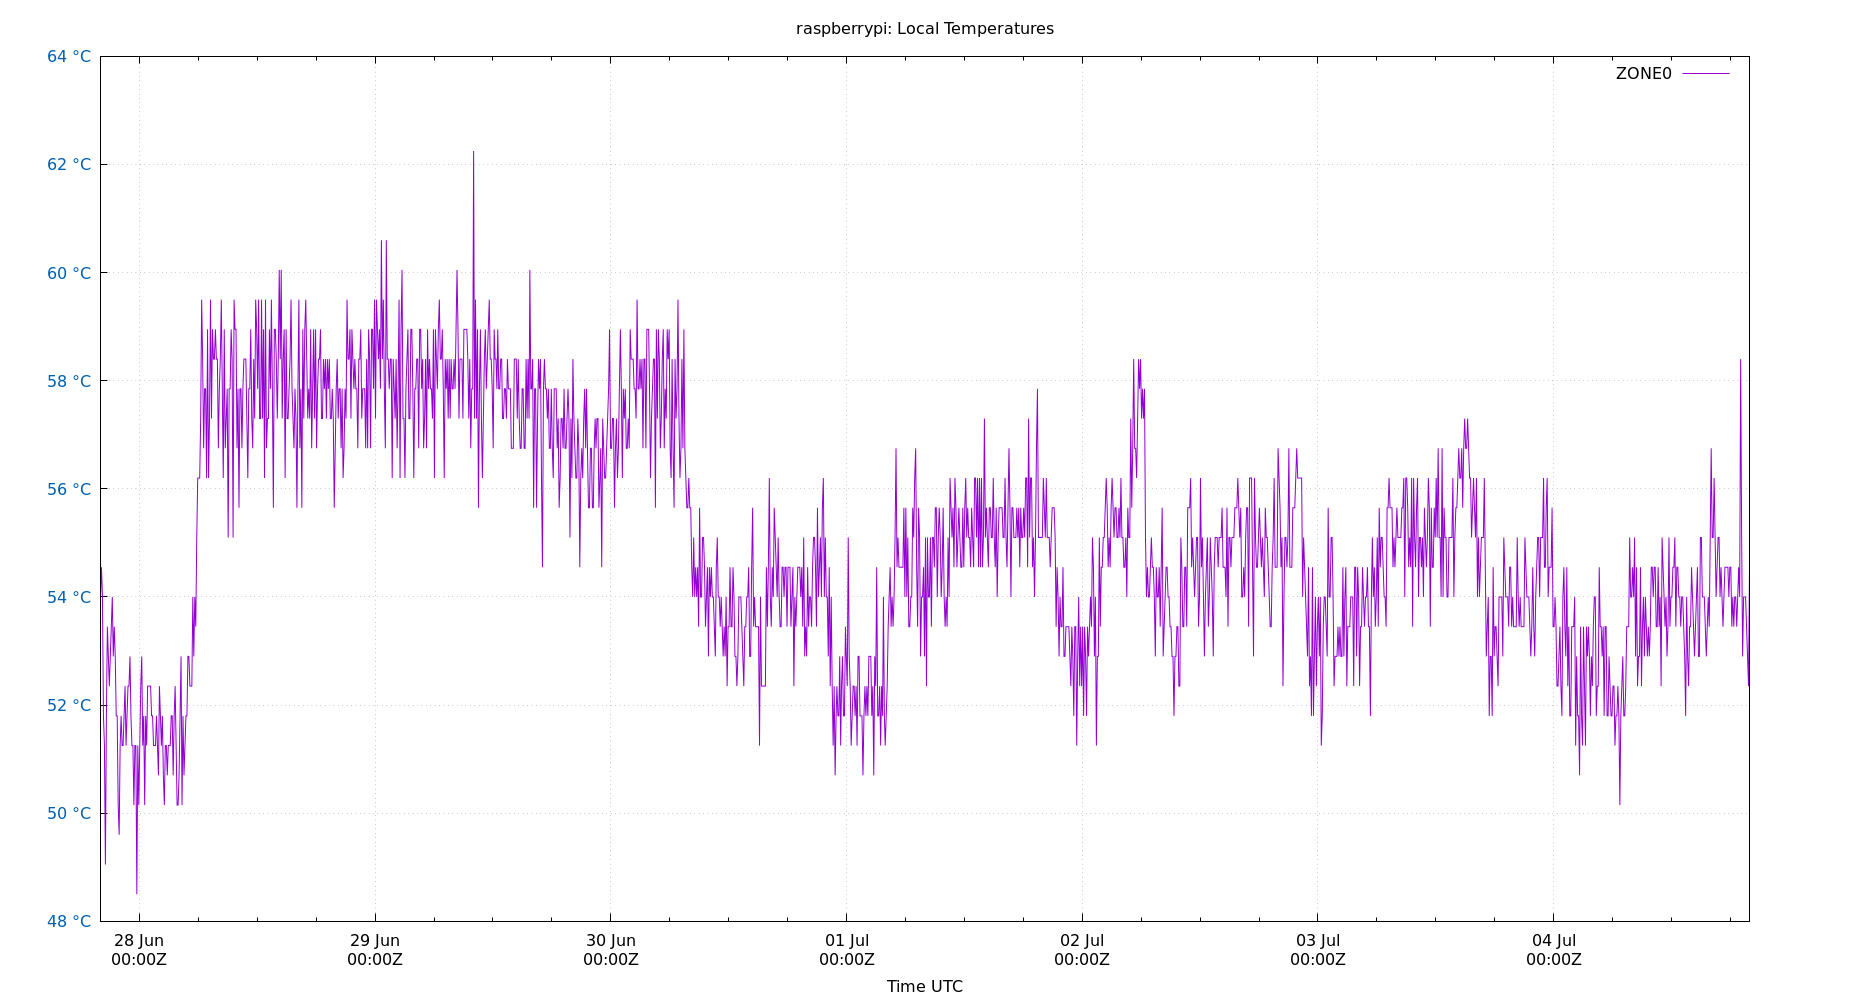 raspberrypi: Local Temperatures
ZONE0
64 °C
62 °C
60 °C
58 °C
56 °C
54 °C
52 °C
50 °C
48 °C
28 Jun
00:00Z
29 Jun
00:00Z
30 Jun
00:00Z
01 Jul
00:00Z
02 Jul
00:00Z
03 Jul
00:00Z
04 Jul
00:00Z
Time UTC